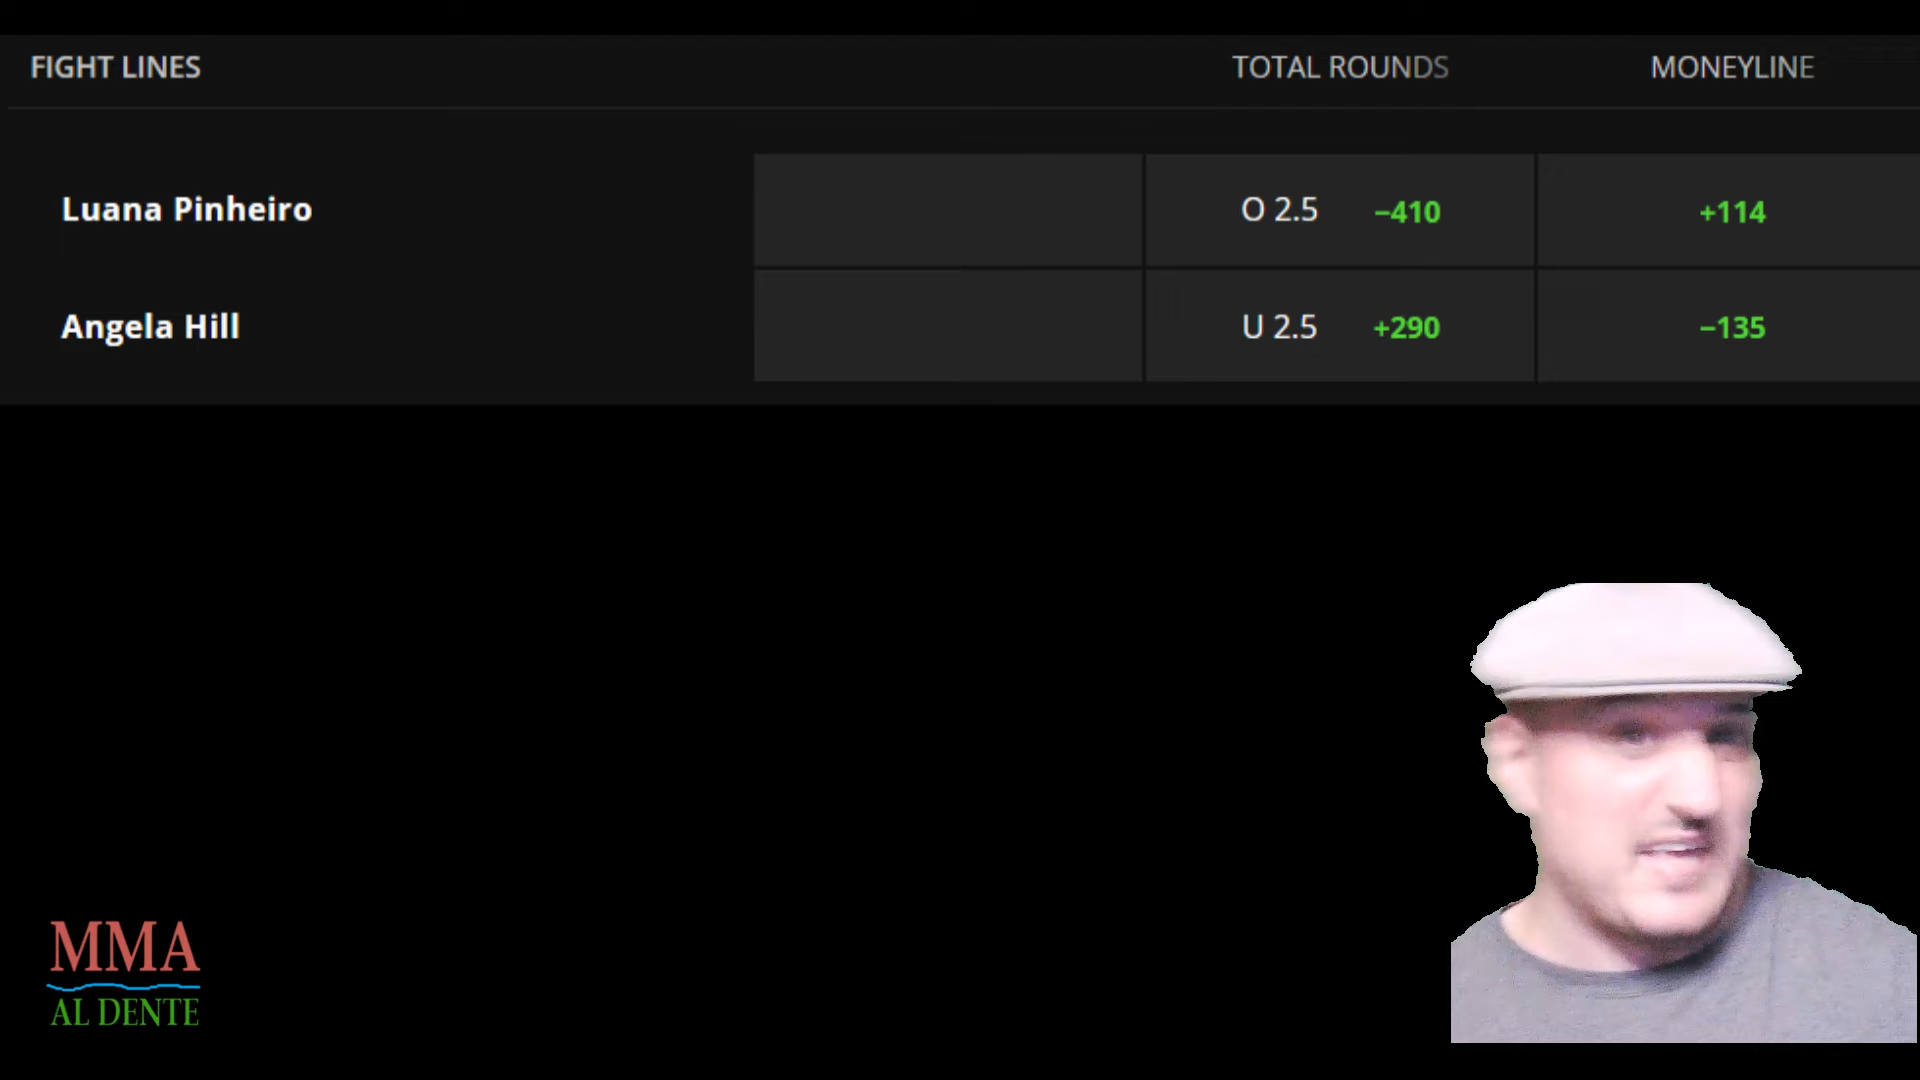 FIGHT LINES TOTAL ROUNDS MONEYLINE
Luana Pinheiro O 2.5 −410 +114
Angela Hill U 2.5 +290 −135
MMA
AL DENTE